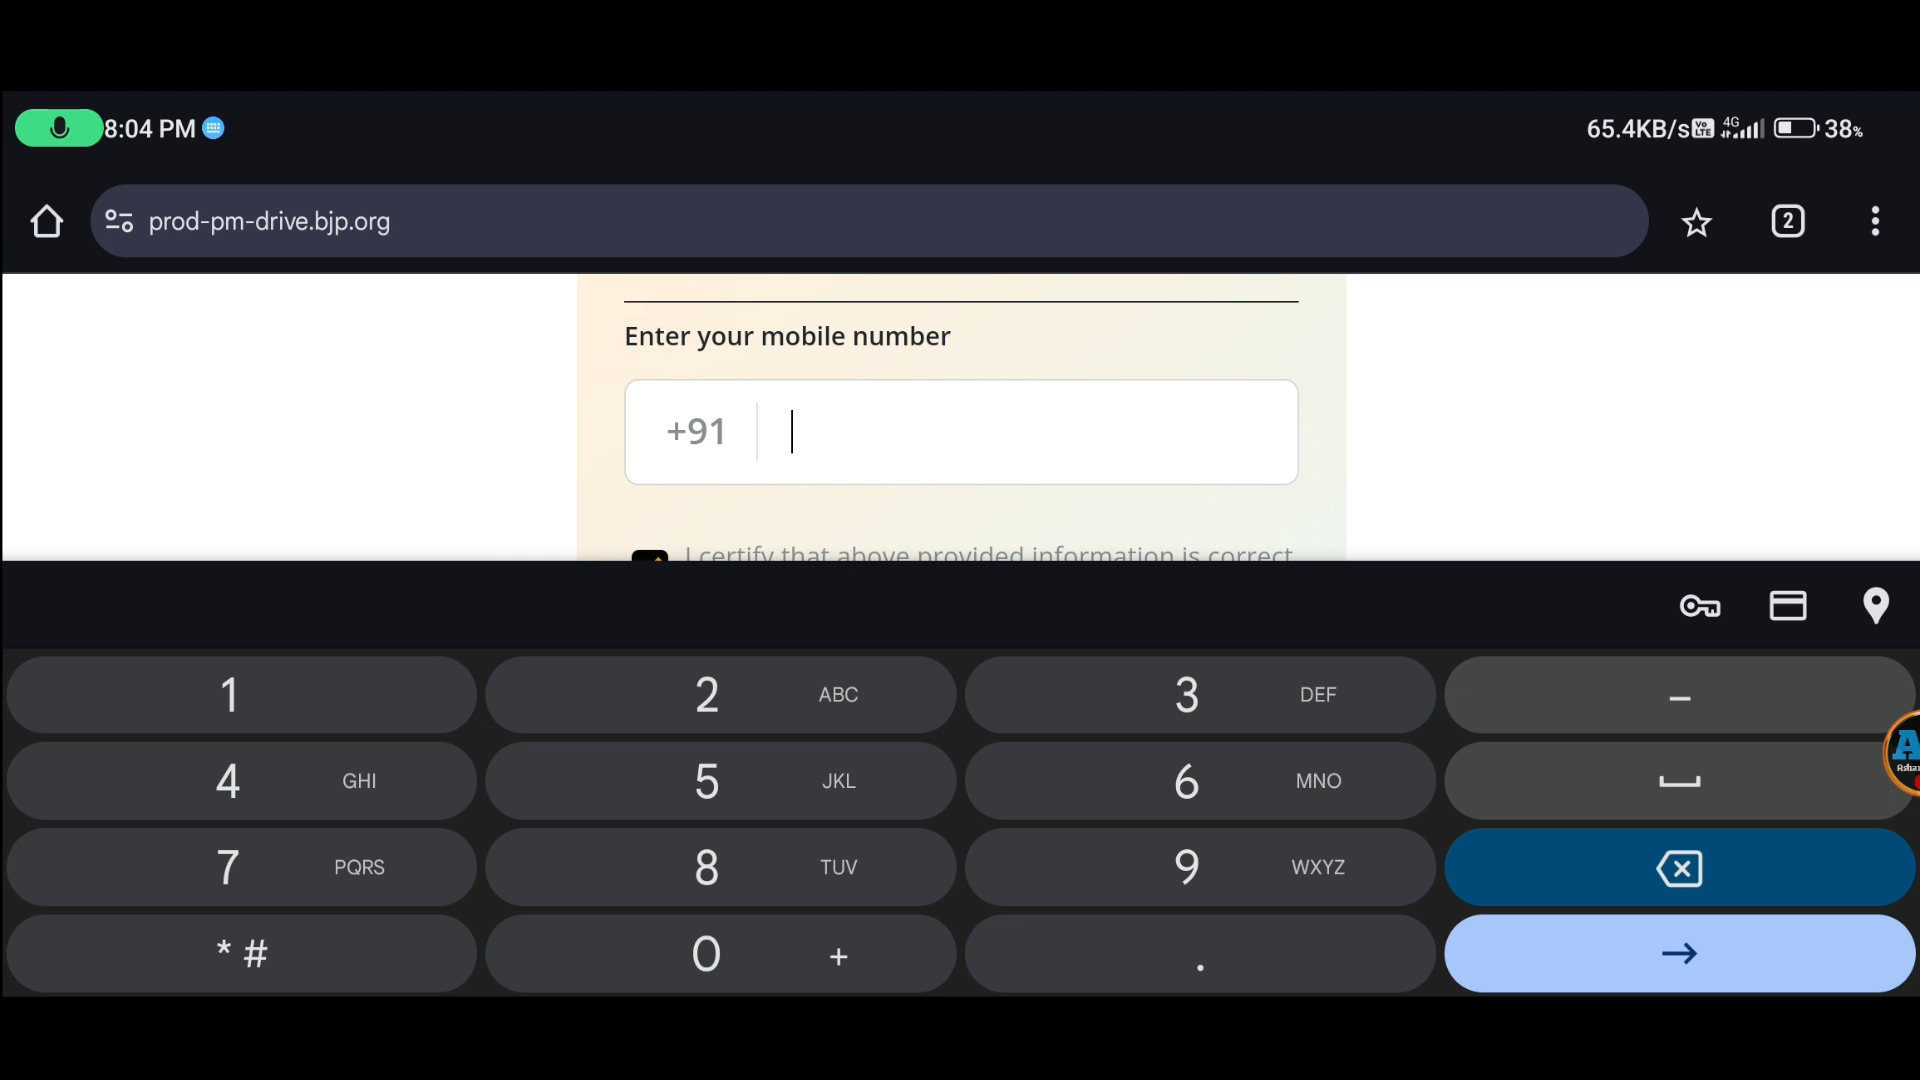 8:04 PM
65.4KB/s Vo LTE 4G 38%
prod-pm-drive.bjp.org
2
Enter your mobile number
+91
I certify that above provided information is correct
1
2 ABC
3 DEF
–
4 GHI
5 JKL
6 MNO
7 PQRS
8 TUV
9 WXYZ
* #
0 +
.
A